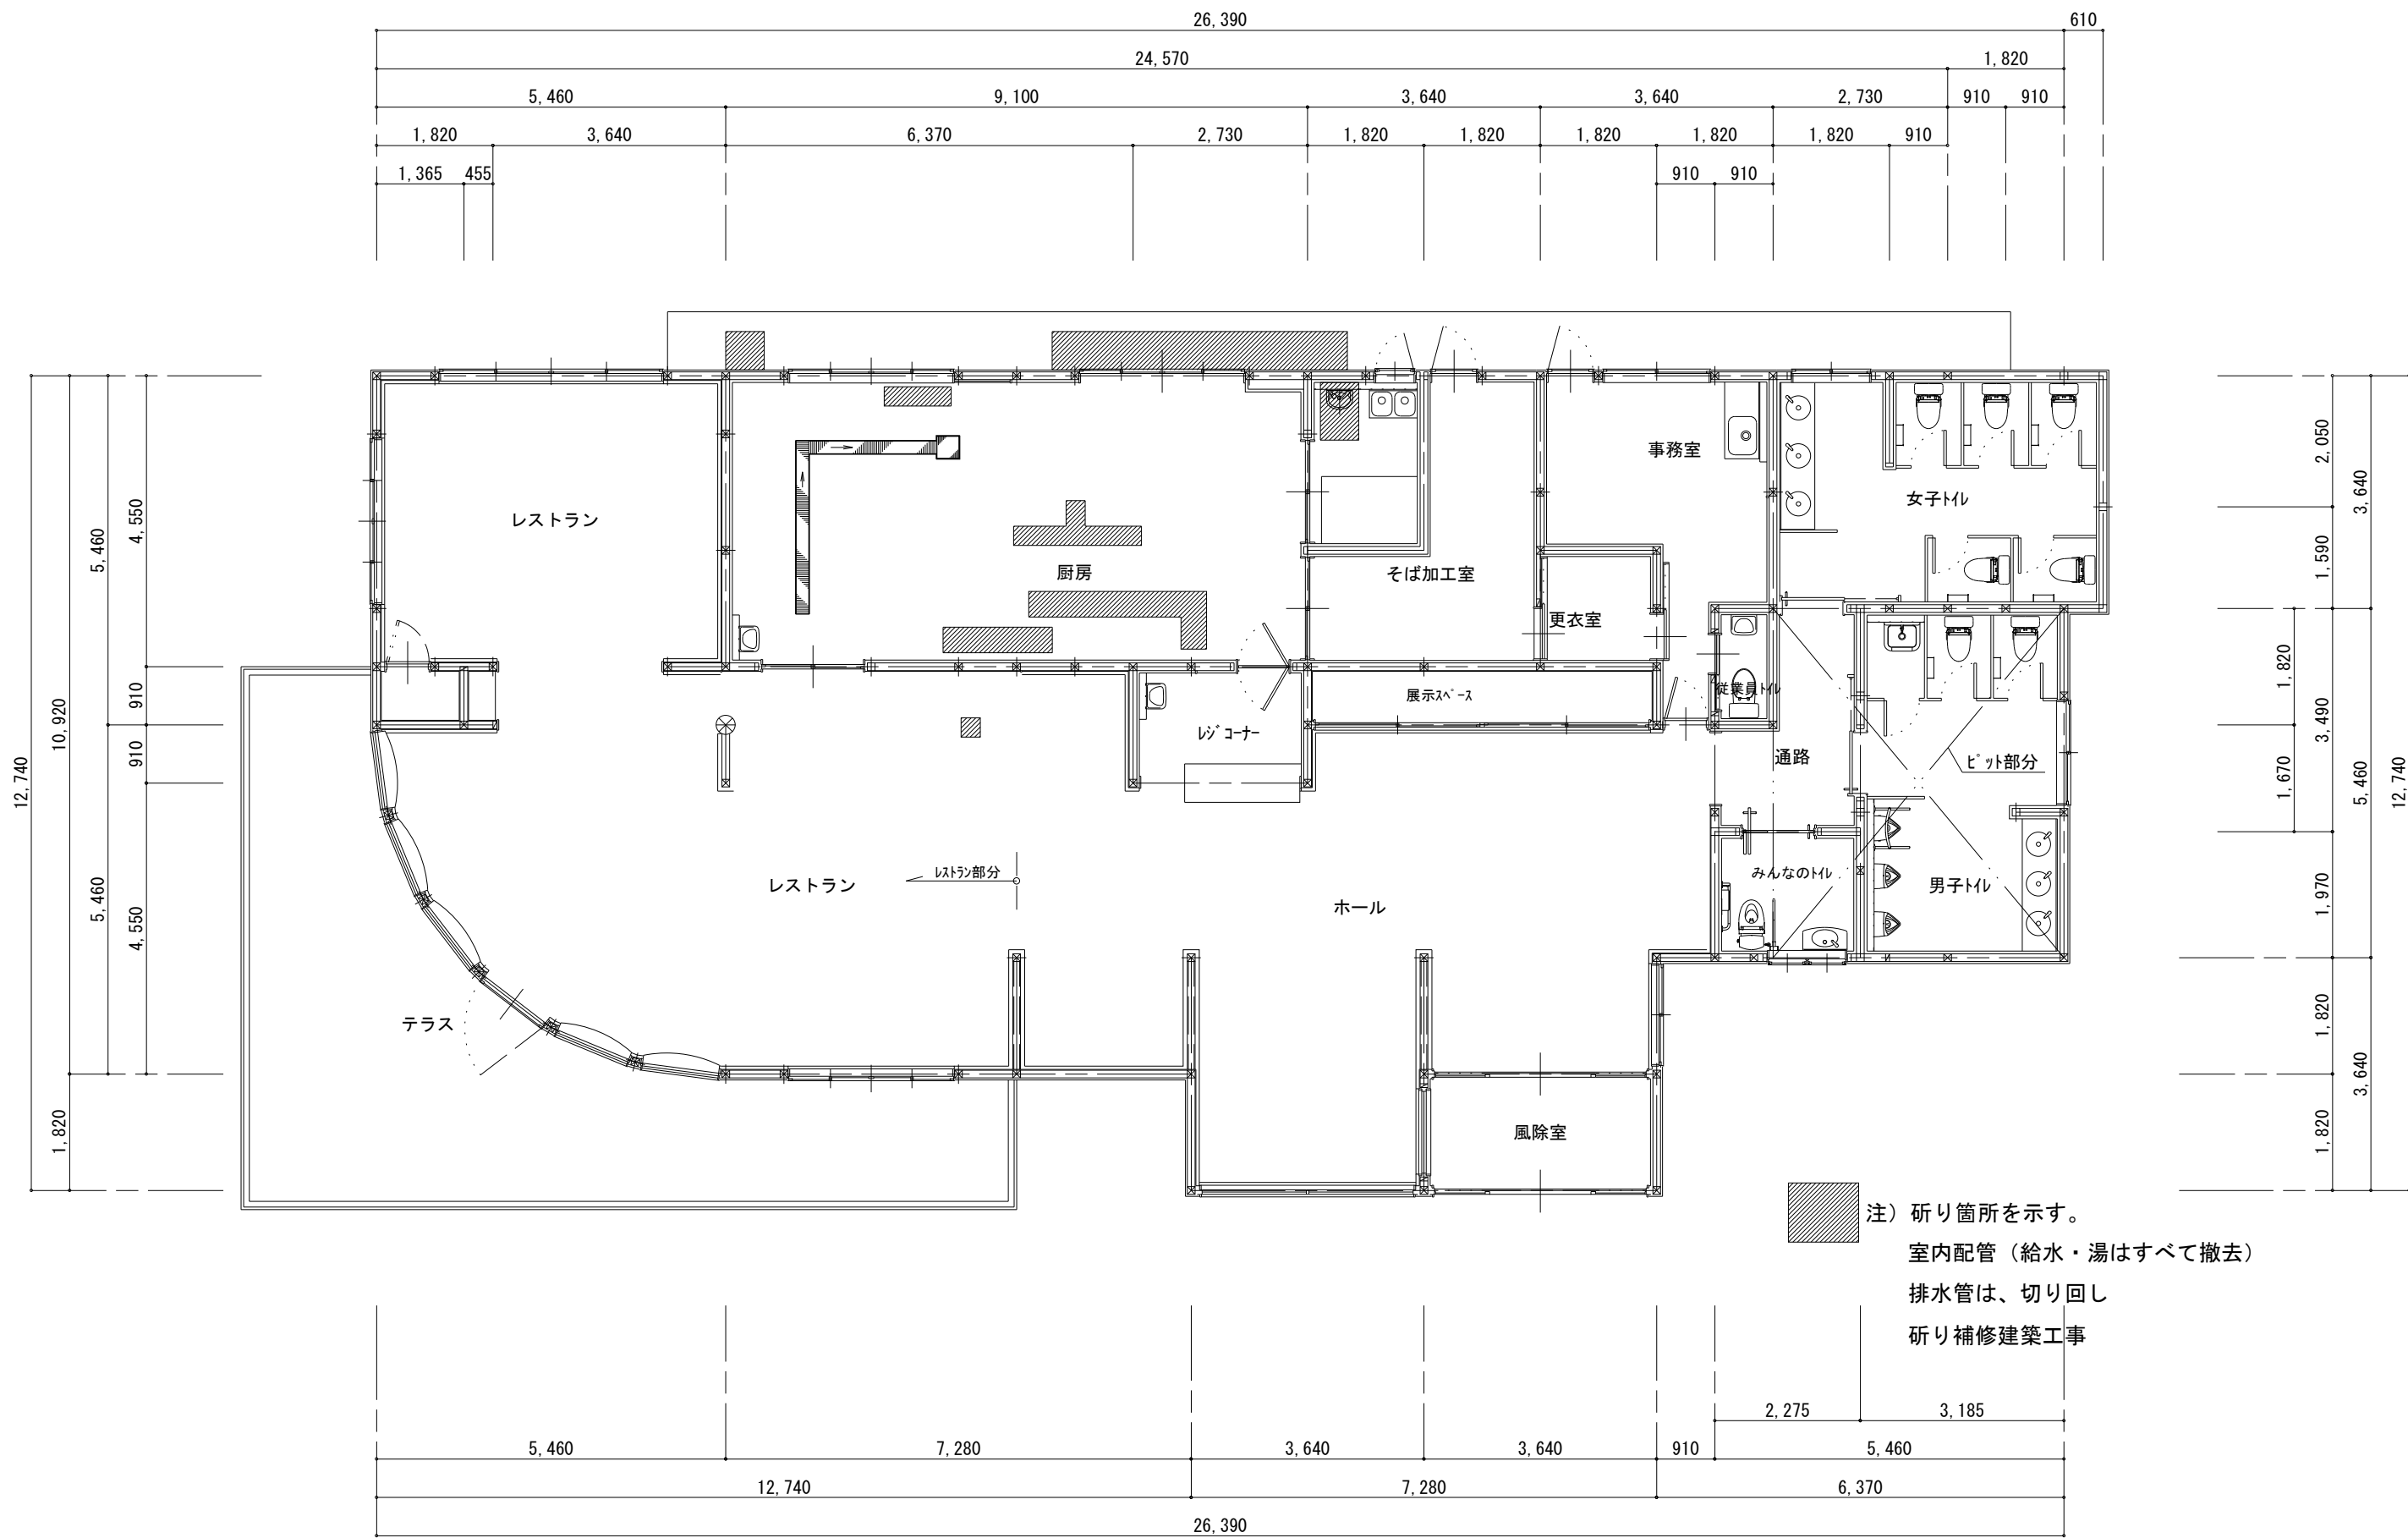 26,390 610
24,570 1,820
5,460 9,100 3,640 3,640 2,730 910 910
1,820 3,640 6,370 2,730 1,820 1,820 1,820 1,820 1,820 910
1,365 455 910 910
12,740
10,920
1,820
5,460
5,460
4,550
910
910
4,550
レストラン
厨房
そば加工室
事務室
更衣室
女子ﾄｲﾚ
従業員ﾄｲﾚ
展示ｽﾍﾟｰｽ
ﾚｼﾞｺｰﾅｰ
通路
ﾋﾟｯﾄ部分
レストラン
ﾚｽﾄﾗﾝ部分
ホール
みんなのﾄｲﾚ
男子ﾄｲﾚ
テラス
風除室
2,050
1,590
1,820
1,670
3,490
1,970
1,820
1,820
3,640
5,460
3,640
12,740
注）斫り箇所を示す。
室内配管（給水・湯はすべて撤去）
排水管は、切り回し
斫り補修建築工事
2,275 3,185
5,460 7,280 3,640 3,640 910 5,460
12,740 7,280 6,370
26,390